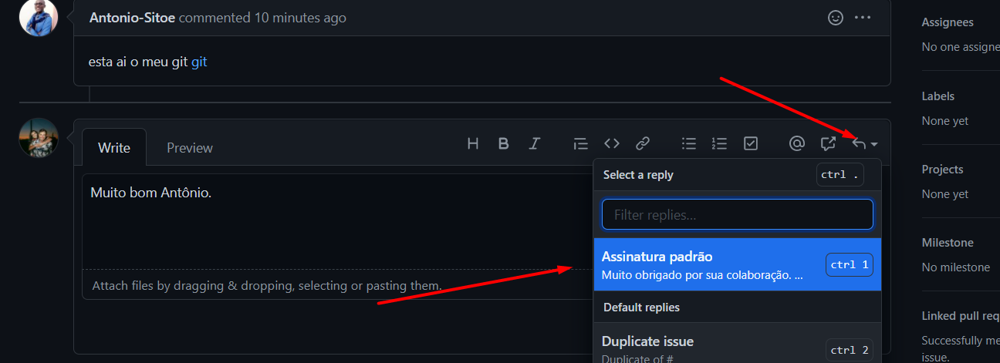 Antonio-Sitoe commented 10 minutes ago
esta ai o meu git git
Write Preview
Muito bom Antônio.
Attach files by dragging & dropping, selecting or pasting them.
Select a reply ctrl .
Filter replies...
Assinatura padrão ctrl 1
Muito obrigado por sua colaboração. ...
Default replies
Duplicate issue ctrl 2
Duplicate of #
Assignees
No one assigne
Labels
None yet
Projects
None yet
Milestone
No milestone
Linked pull req
Successfully me
issue.